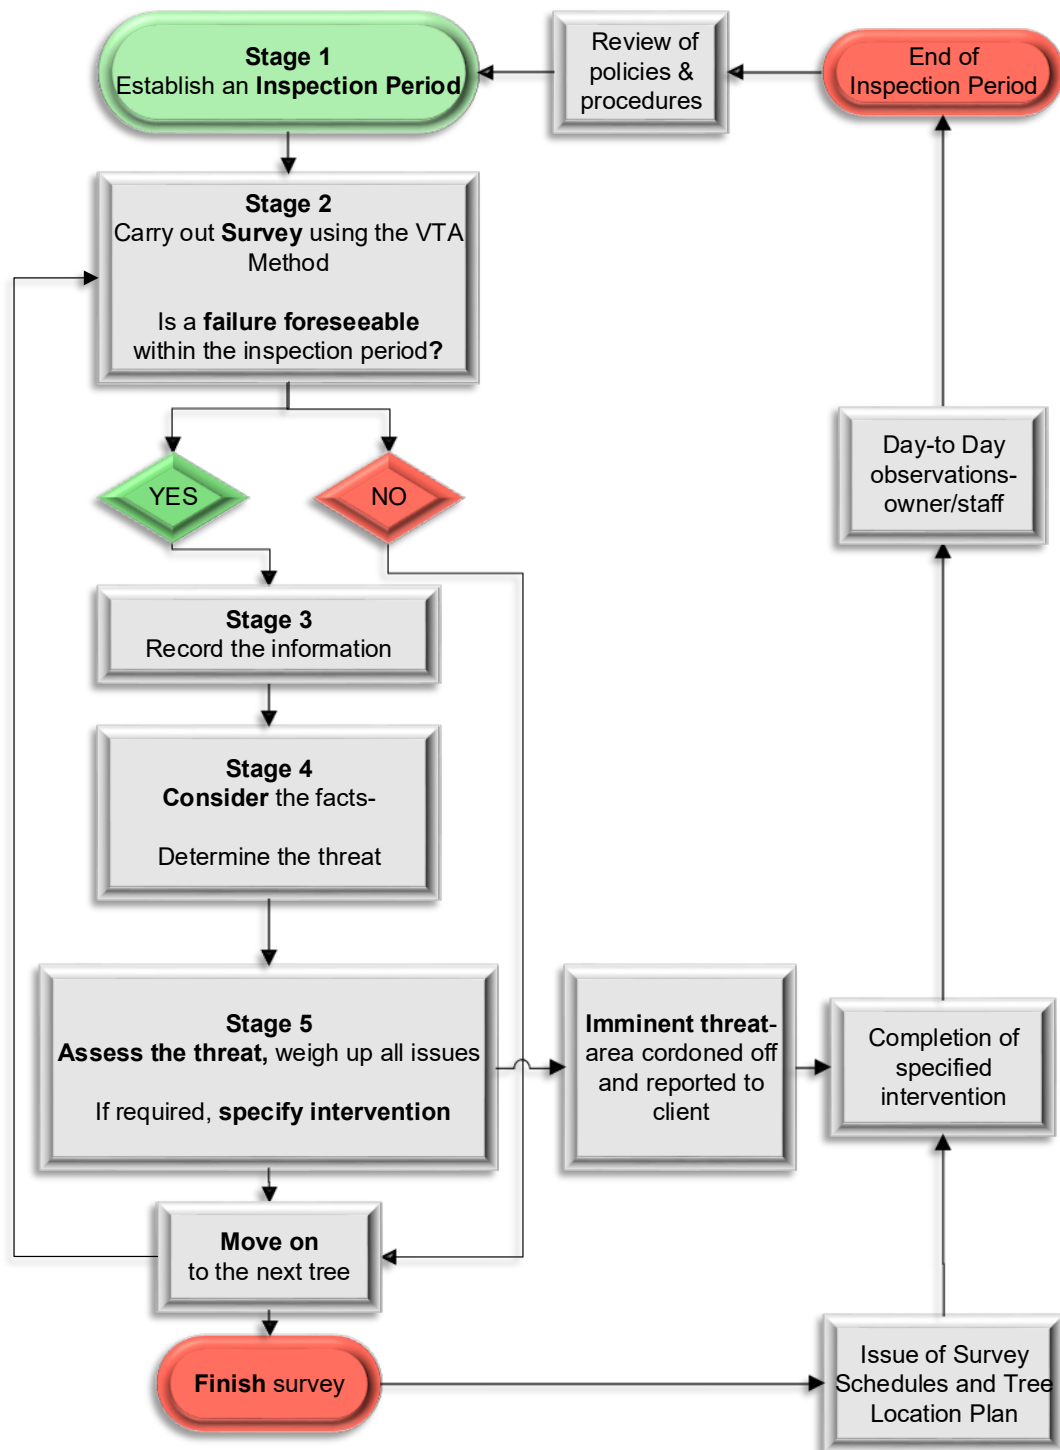 Stage 1
Establish an Inspection Period
Review of
policies &
procedures
End of
Inspection Period
Stage 2
Carry out Survey using the VTA
Method
Is a failure foreseeable
within the inspection period?
YES
NO
Day-to Day
observations-
owner/staff
Stage 3
Record the information
Stage 4
Consider the facts-
Determine the threat
Stage 5
Assess the threat, weigh up all issues
If required, specify intervention
Imminent threat-
area cordoned off
and reported to
client
Completion of
specified
intervention
Move on
to the next tree
Finish survey
Issue of Survey
Schedules and Tree
Location Plan